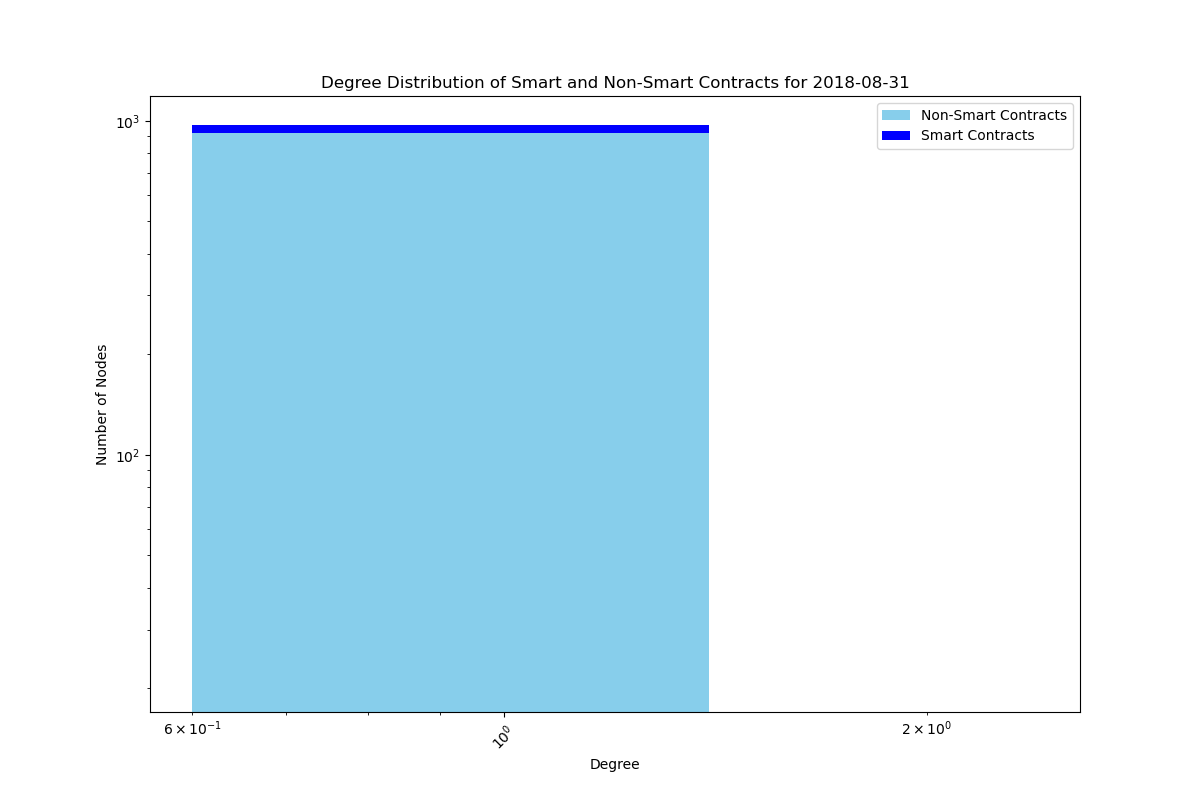 Degree Distribution of Smart and Non-Smart Contracts for 2018-08-31
Non-Smart Contracts
Smart Contracts
Number of Nodes
10³
10²
6 × 10⁻¹
10⁰
2 × 10⁰
Degree